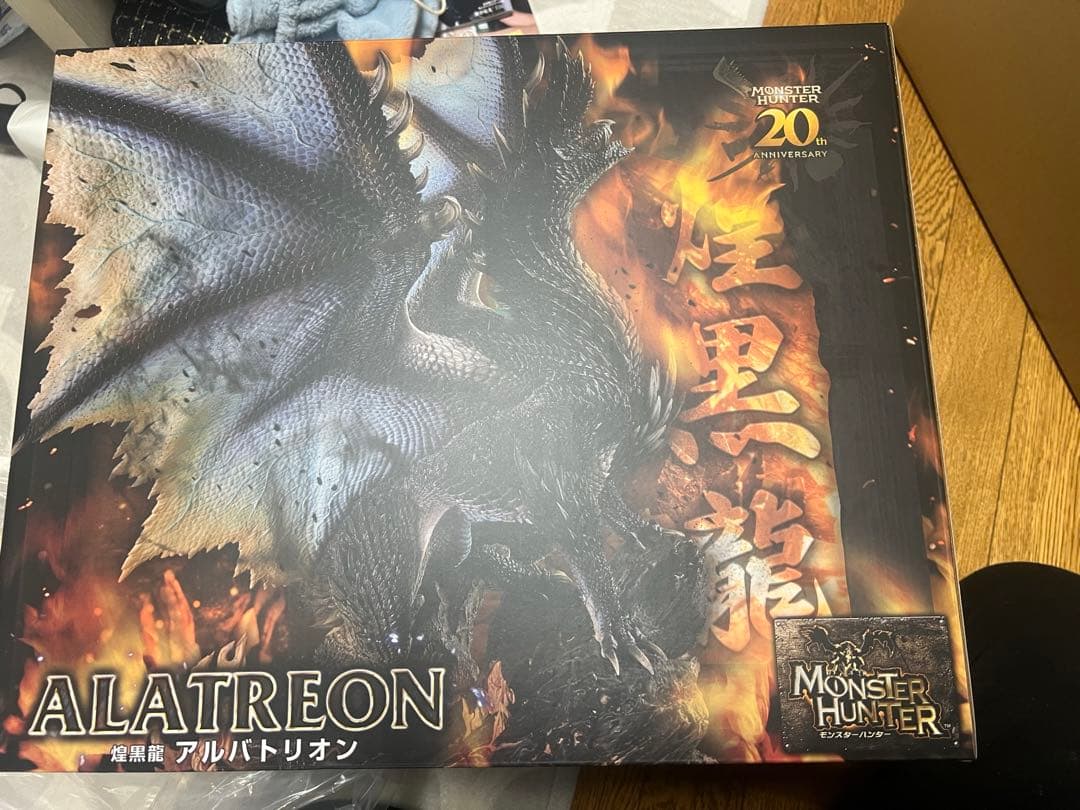 MONSTER
HUNTER
20th
ANNIVERSARY
煌黒龍
ALATREON
煌黒龍 アルバトリオン
MONSTER
HUNTER™
モンスターハンター